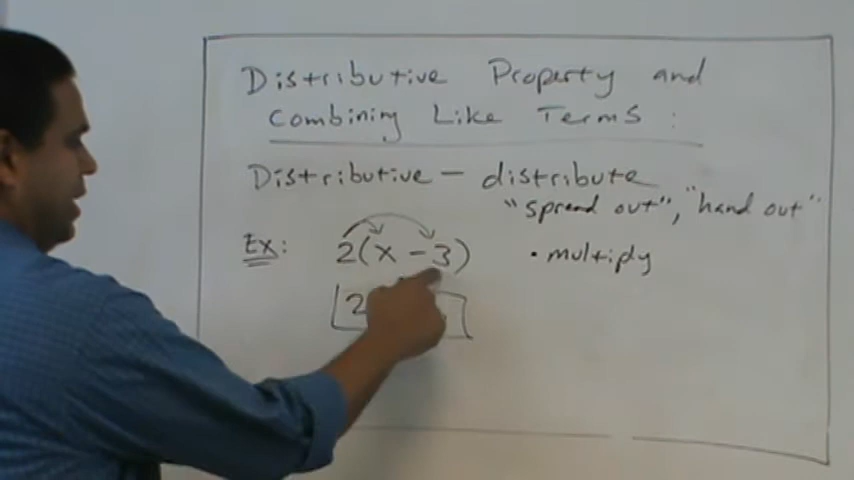 Distributive Property and
Combining Like Terms :
Distributive - distribute
"spread out", "hand out"
Ex: 2(x - 3) • multiply
2